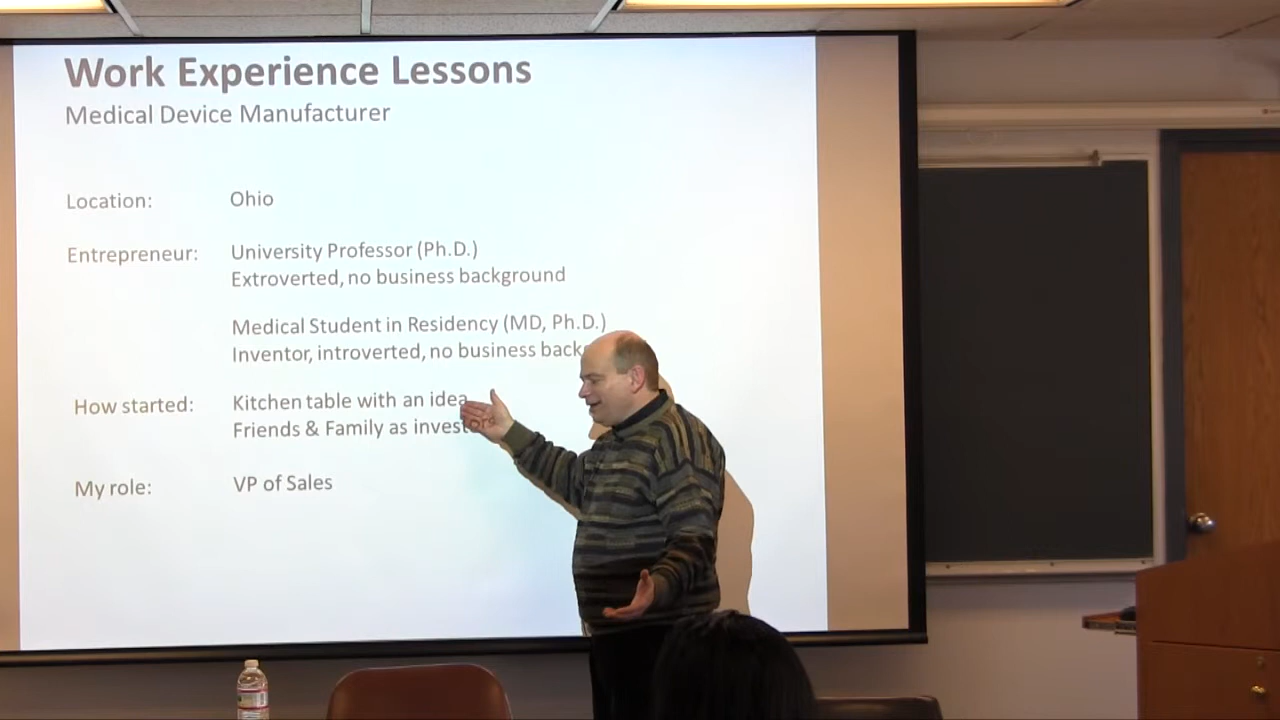 Work Experience Lessons
Medical Device Manufacturer
Location: Ohio
Entrepreneur: University Professor (Ph.D.)
Extroverted, no business background
Medical Student in Residency (MD, Ph.D.)
Inventor, introverted, no business
How started: Kitchen table with an idea
Friends & Family as investors
My role: VP of Sales